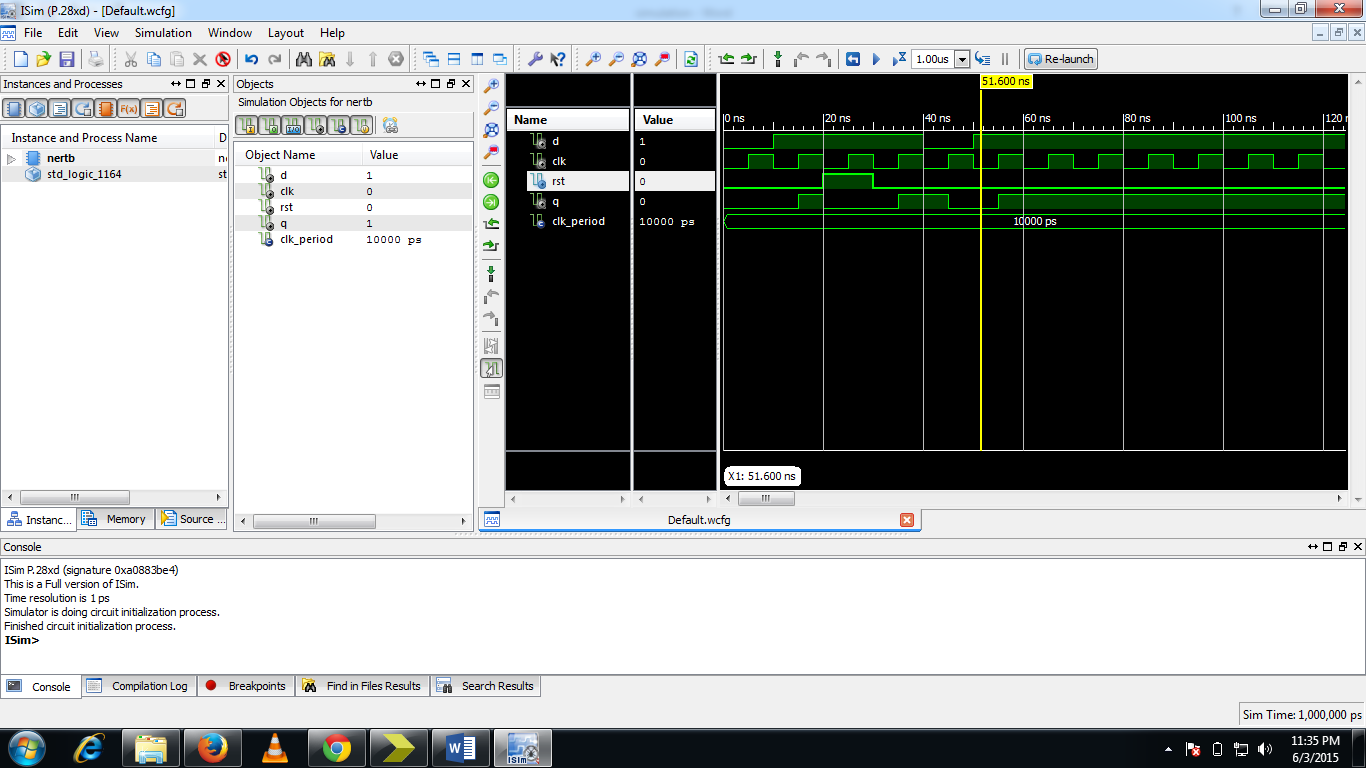 ISim (P.28xd) - [Default.wcfg]
File Edit View Simulation Window Layout Help
1.00us Re-launch
Instances and Processes
Instance and Process Name D
nertb n
std_logic_1164 st
Instanc... Memory Source ...
Objects
Simulation Objects for nertb
Object Name Value
d 1
clk 0
rst 0
q 1
clk_period 10000 ps
Name Value
d 1
clk 0
rst 0
q 0
clk_period 10000 ps
51.600 ns
0 ns 20 ns 40 ns 60 ns 80 ns 100 ns 120 n
10000 ps
X1: 51.600 ns
Default.wcfg
Console
ISim P.28xd (signature 0xa0883be4)
This is a Full version of ISim.
Time resolution is 1 ps
Simulator is doing circuit initialization process.
Finished circuit initialization process.
ISim>
Console Compilation Log Breakpoints Find in Files Results Search Results
Sim Time: 1,000,000 ps
ISim
11:35 PM
6/3/2015